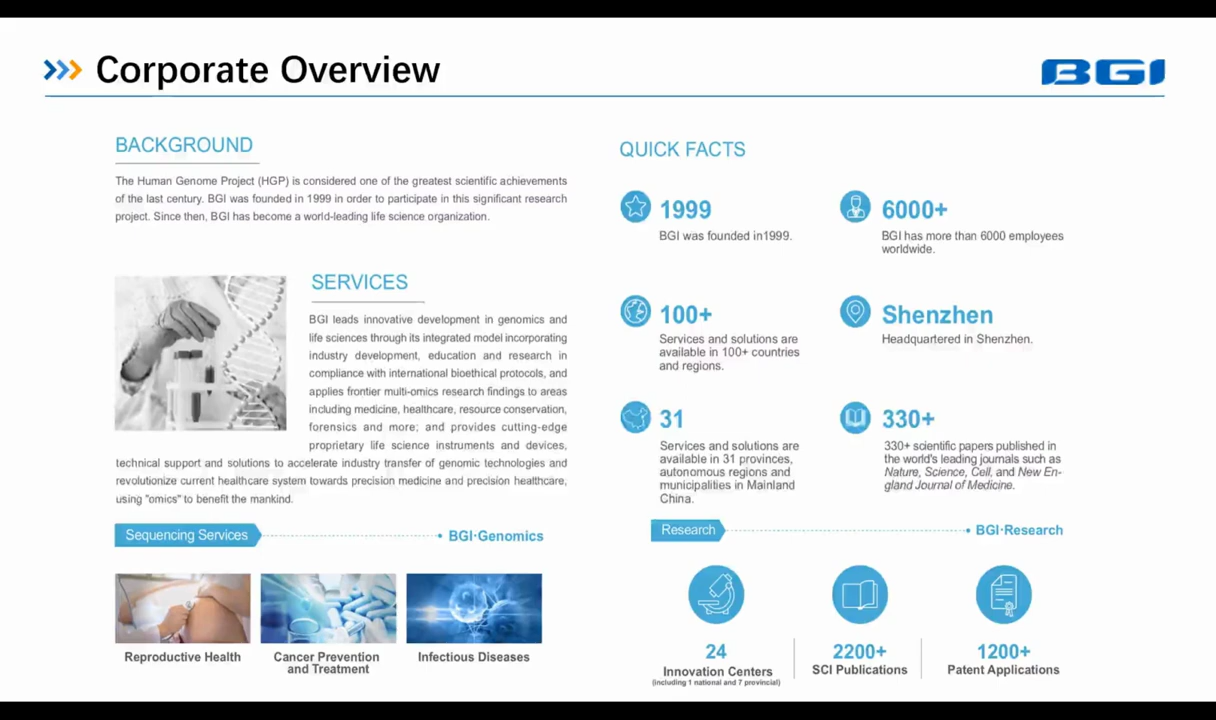 Corporate Overview
BGI
BACKGROUND
The Human Genome Project (HGP) is considered one of the greatest scientific achievements
of the last century. BGI was founded in 1999 in order to participate in this significant research
project. Since then, BGI has become a world-leading life science organization.
SERVICES
BGI leads innovative development in genomics and
life sciences through its integrated model incorporating
industry development, education and research in
compliance with international bioethical protocols, and
applies frontier multi-omics research findings to areas
including medicine, healthcare, resource conservation,
forensics and more; and provides cutting-edge
proprietary life science instruments and devices,
technical support and solutions to accelerate industry transfer of genomic technologies and
revolutionize current healthcare system towards precision medicine and precision healthcare,
using "omics" to benefit the mankind.
Sequencing Services
BGI·Genomics
Reproductive Health
Cancer Prevention
and Treatment
Infectious Diseases
QUICK FACTS
1999
BGI was founded in1999.
6000+
BGI has more than 6000 employees
worldwide.
100+
Services and solutions are
available in 100+ countries
and regions.
Shenzhen
Headquartered in Shenzhen.
31
Services and solutions are
available in 31 provinces,
autonomous regions and
municipalities in Mainland
China.
330+
330+ scientific papers published in
the world's leading journals such as
Nature, Science, Cell, and New En-
gland Journal of Medicine.
Research
BGI·Research
24
Innovation Centers
(including 1 national and 7 provincial)
2200+
SCI Publications
1200+
Patent Applications